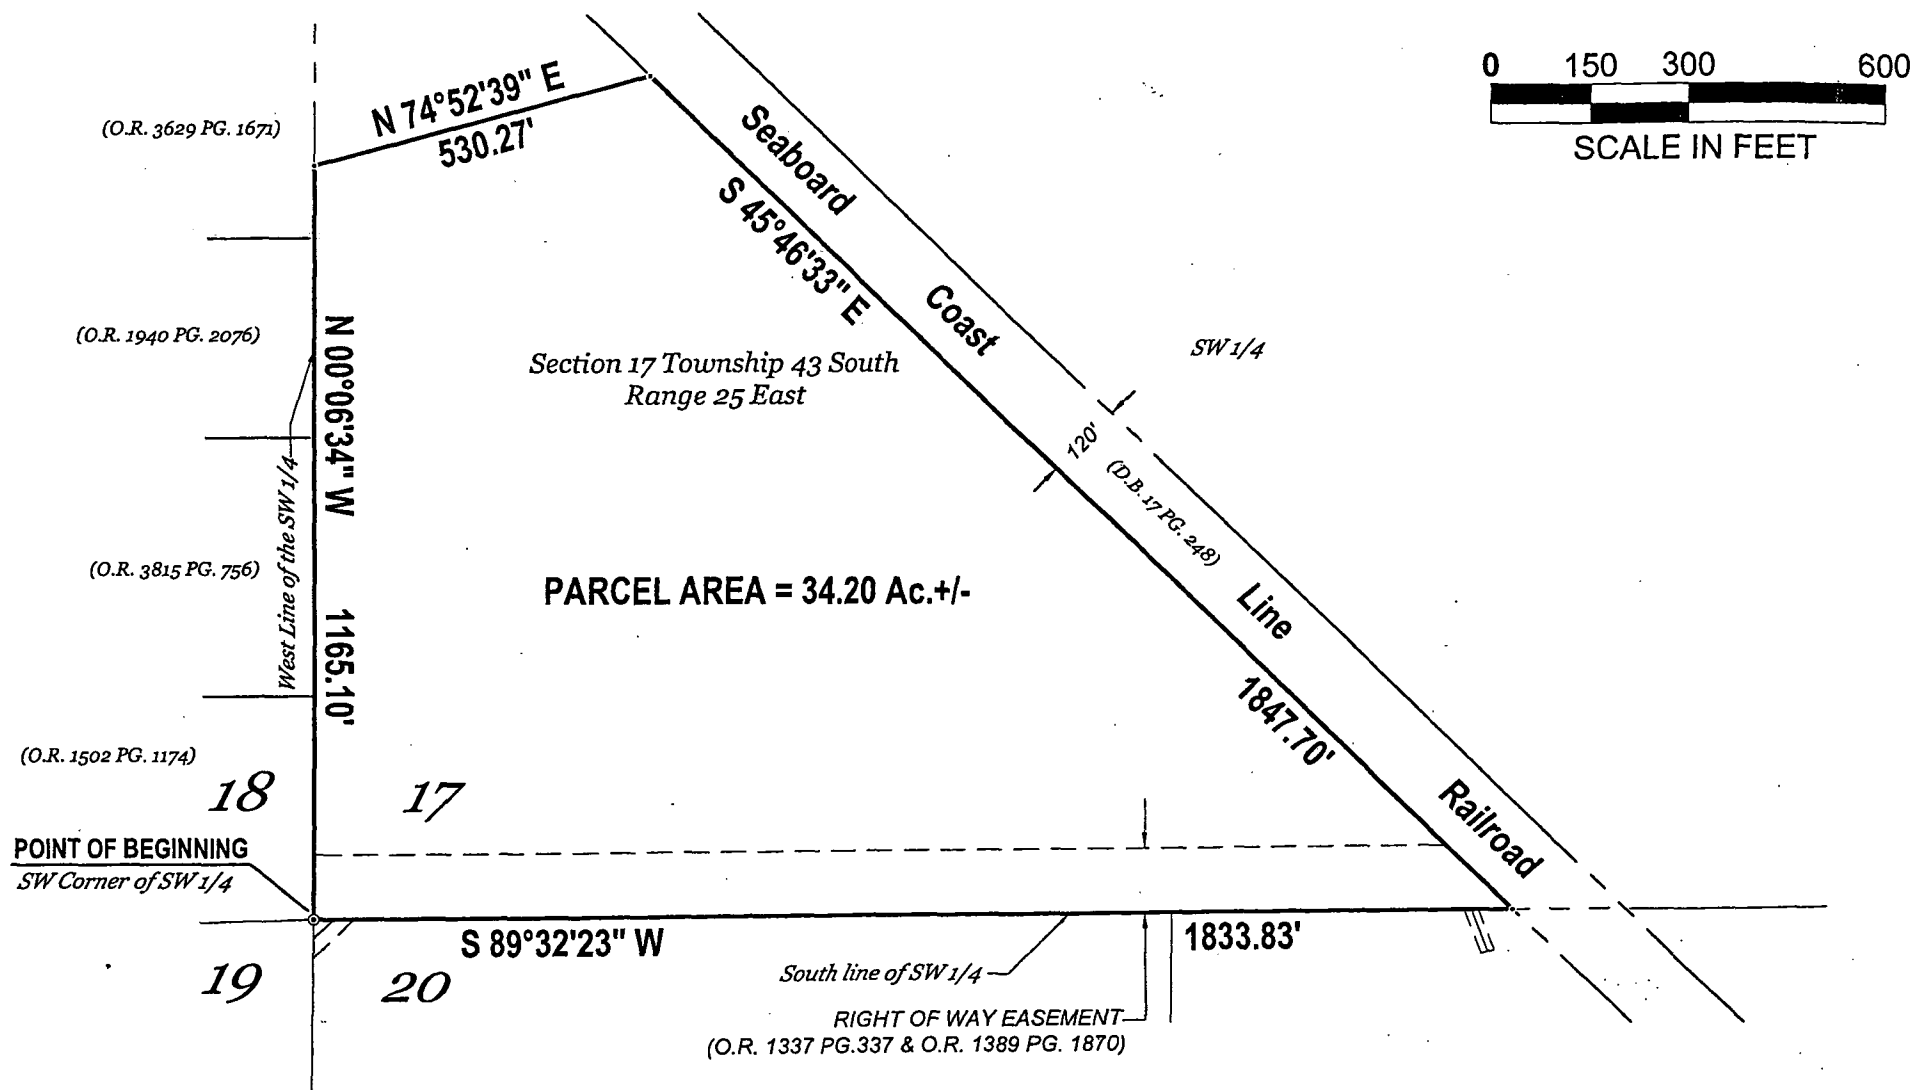 0 150 300 600
SCALE IN FEET
N 74°52'39" E
530.27'
(O.R. 3629 PG. 1671)
Seaboard
Coast
Line
Railroad
S 45°46'33" E
1847.70'
(O.R. 1940 PG. 2076)
N 00°06'34" W
1165.10'
West Line of the SW 1/4
Section 17 Township 43 South
Range 25 East
SW 1/4
120'
(D.B. 17 PG. 248)
(O.R. 3815 PG. 756)
PARCEL AREA = 34.20 Ac.+/-
(O.R. 1502 PG. 1174)
18
17
POINT OF BEGINNING
SW Corner of SW 1/4
S 89°32'23" W
1833.83'
19
20
South line of SW 1/4
RIGHT OF WAY EASEMENT
(O.R. 1337 PG.337 & O.R. 1389 PG. 1870)